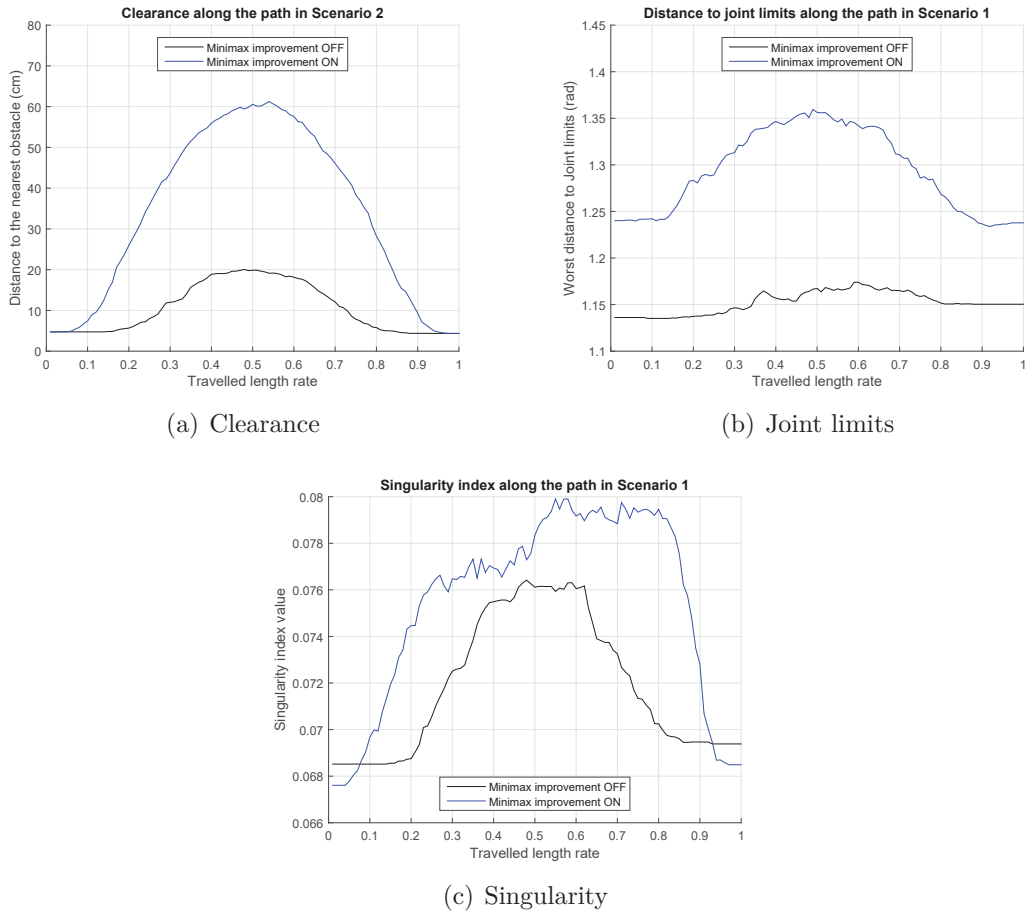 Clearance along the path in Scenario 2
Minimax improvement OFF
Minimax improvement ON
Distance to the nearest obstacle (cm)
80
70
60
50
40
30
20
10
0
0 0.1 0.2 0.3 0.4 0.5 0.6 0.7 0.8 0.9 1
Travelled length rate
(a) Clearance
Distance to joint limits along the path in Scenario 1
Minimax improvement OFF
Minimax improvement ON
Worst distance to Joint limits (rad)
1.45
1.4
1.35
1.3
1.25
1.2
1.15
1.1
0 0.1 0.2 0.3 0.4 0.5 0.6 0.7 0.8 0.9 1
Travelled length rate
(b) Joint limits
Singularity index along the path in Scenario 1
Singularity index value
0.08
0.078
0.076
0.074
0.072
0.07
0.068
0.066
Minimax improvement OFF
Minimax improvement ON
0 0.1 0.2 0.3 0.4 0.5 0.6 0.7 0.8 0.9 1
Travelled length rate
(c) Singularity